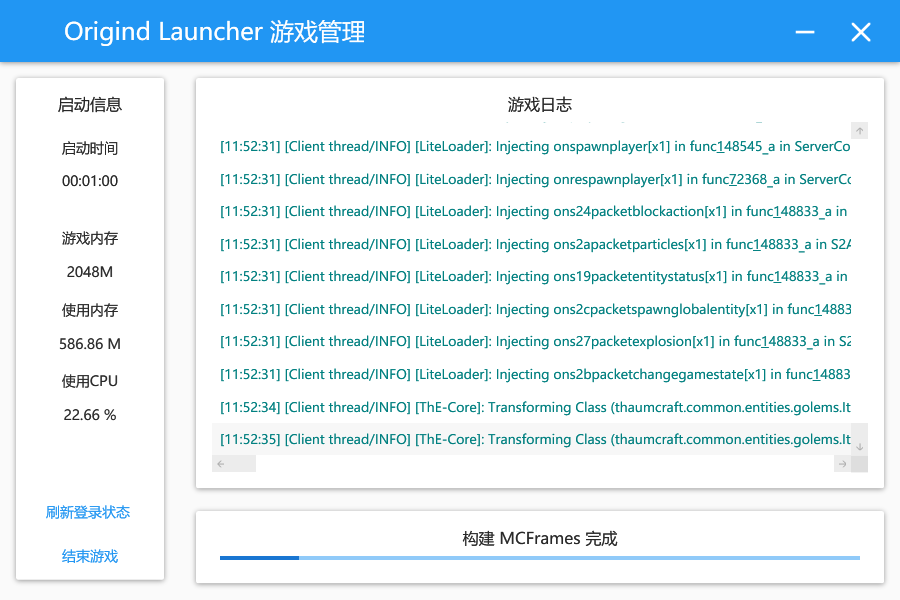 Origind Launcher 游戏管理
启动信息
启动时间
00:01:00
游戏内存
2048M
使用内存
586.86 M
使用CPU
22.66 %
刷新登录状态
结束游戏
游戏日志
[11:52:31] [Client thread/INFO] [LiteLoader]: Injecting onspawnplayer[x1] in func148545_a in ServerCo
[11:52:31] [Client thread/INFO] [LiteLoader]: Injecting onrespawnplayer[x1] in func72368_a in ServerCo
[11:52:31] [Client thread/INFO] [LiteLoader]: Injecting ons24packetblockaction[x1] in func148833_a in
[11:52:31] [Client thread/INFO] [LiteLoader]: Injecting ons2apacketparticles[x1] in func148833_a in S2A
[11:52:31] [Client thread/INFO] [LiteLoader]: Injecting ons19packetentitystatus[x1] in func148833_a in
[11:52:31] [Client thread/INFO] [LiteLoader]: Injecting ons2cpacketspawnglobalentity[x1] in func14883
[11:52:31] [Client thread/INFO] [LiteLoader]: Injecting ons27packetexplosion[x1] in func148833_a in S2
[11:52:31] [Client thread/INFO] [LiteLoader]: Injecting ons2bpacketchangegamestate[x1] in func14883
[11:52:34] [Client thread/INFO] [ThE-Core]: Transforming Class (thaumcraft.common.entities.golems.It
[11:52:35] [Client thread/INFO] [ThE-Core]: Transforming Class (thaumcraft.common.entities.golems.It
构建 MCFrames 完成